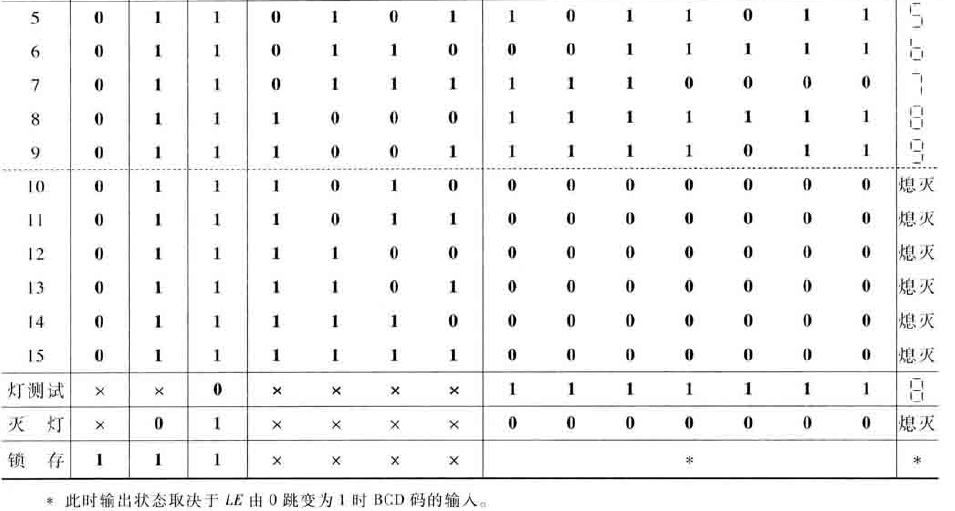 5 0 1 1 0 1 0 1 1 0 1 1 0 1 1 5
6 0 1 1 0 1 1 0 0 0 1 1 1 1 1 b
7 0 1 1 0 1 1 1 1 1 1 0 0 0 0 7
8 0 1 1 1 0 0 0 1 1 1 1 1 1 1 8
9 0 1 1 1 0 0 1 1 1 1 1 0 1 1 9
10 0 1 1 1 0 1 0 0 0 0 0 0 0 0 熄灭
11 0 1 1 1 0 1 1 0 0 0 0 0 0 0 熄灭
12 0 1 1 1 1 0 0 0 0 0 0 0 0 0 熄灭
13 0 1 1 1 1 0 1 0 0 0 0 0 0 0 熄灭
14 0 1 1 1 1 1 0 0 0 0 0 0 0 0 熄灭
15 0 1 1 1 1 1 1 0 0 0 0 0 0 0 熄灭
灯测试 × × 0 × × × × 1 1 1 1 1 1 1 8
灭 灯 × 0 1 × × × × 0 0 0 0 0 0 0 熄灭
锁 存 1 1 1 × × × × * *
* 此时输出状态取决于 LE 由 0 跳变为 1 时 BCD 码的输入。